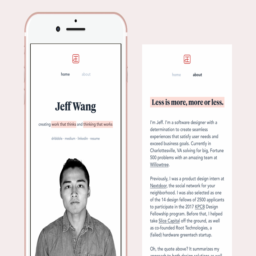 home about
Jeff Wang
creating work that thinks and thinking that works
home about
Less is more, more or less.
I'm Jeff. I'm a software designer with a
determination to create seamless
experiences that satisfy user needs and
exceed business goals. Currently in
Charlottesville, VA solving for big, Fortune
500 problems with an amazing team at
WillowTree.
Previously, I was a product design intern at
Nextdoor, the social network for your
neighborhood. I was also selected as one
of the 14 design fellows of 2500 applicants
to participate in the 2017 KPCB Design
Fellowship program. Before that, I helped
take Slice Capital off the ground, as well
as co-founded Root Technologies, a
(failed) hardware greentech startup.
Oh, the quote above? It summarizes my